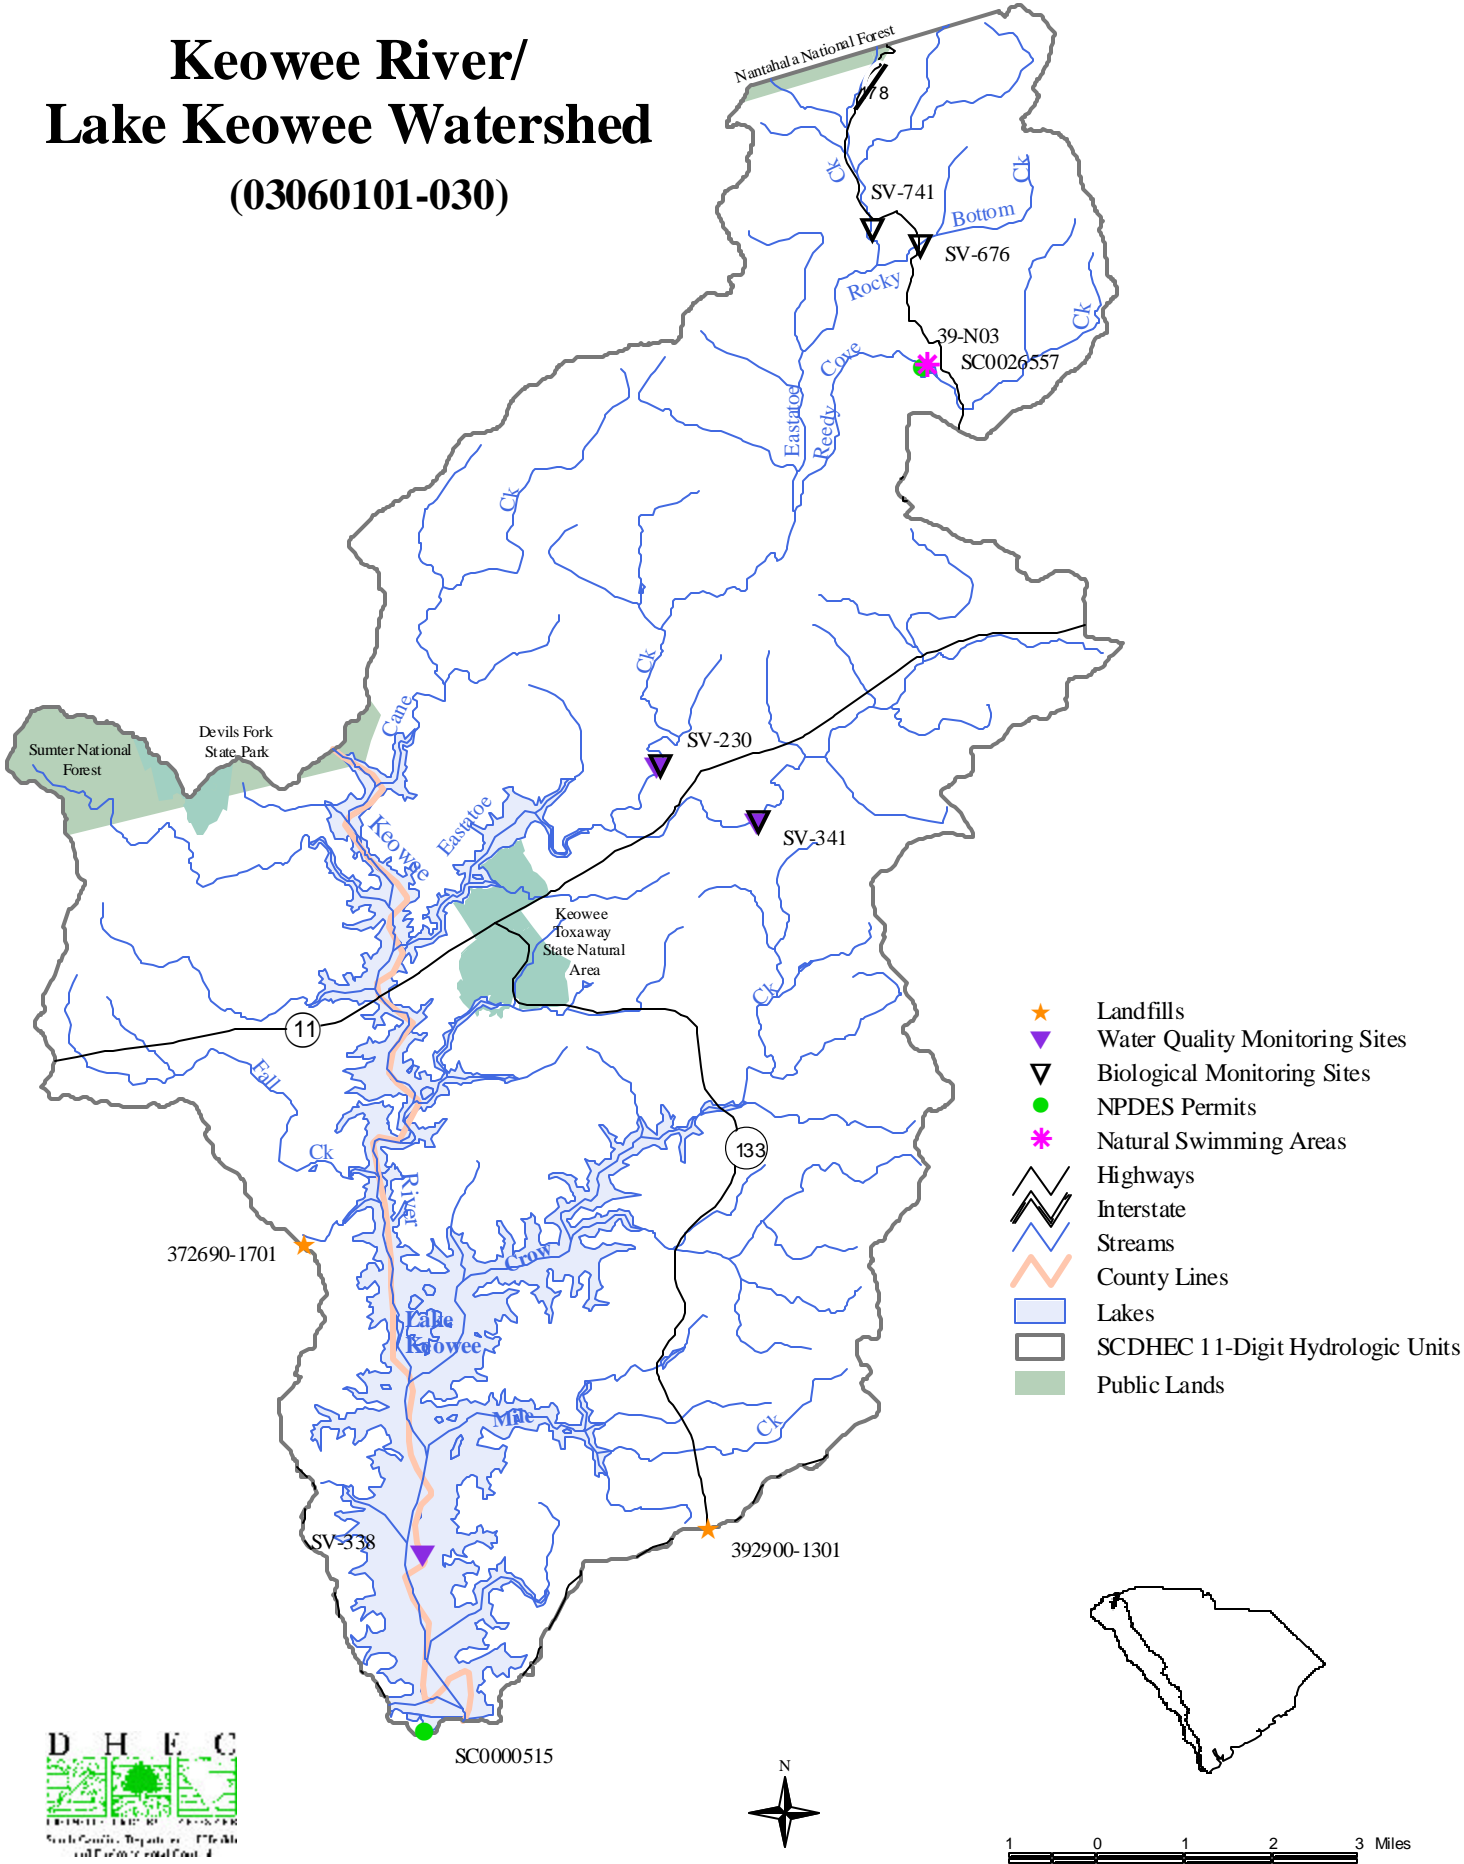 Keowee River/
Lake Keowee Watershed
(03060101-030)
Nantahala National Forest
178
Ck
SV-741
Ck
Bottom
SV-676
Rocky
Ck
39-N03
SC0026557
Cove
Reedy
Eastatoe
Ck
Ck
Cane
Devils Fork
State Park
Sumter National
Forest
SV-230
SV-341
Keowee
Eastatoe
Keowee
Toxaway
State Natural
Area
Ck
11
Fall
Ck
River
133
372690-1701
Crow
Lake
Keowee
Mile
Ck
SV-338
392900-1301
SC0000515
Landfills
Water Quality Monitoring Sites
Biological Monitoring Sites
NPDES Permits
Natural Swimming Areas
Highways
Interstate
Streams
County Lines
Lakes
SCDHEC 11-Digit Hydrologic Units
Public Lands
D H E C
N
1 0 1 2 3 Miles